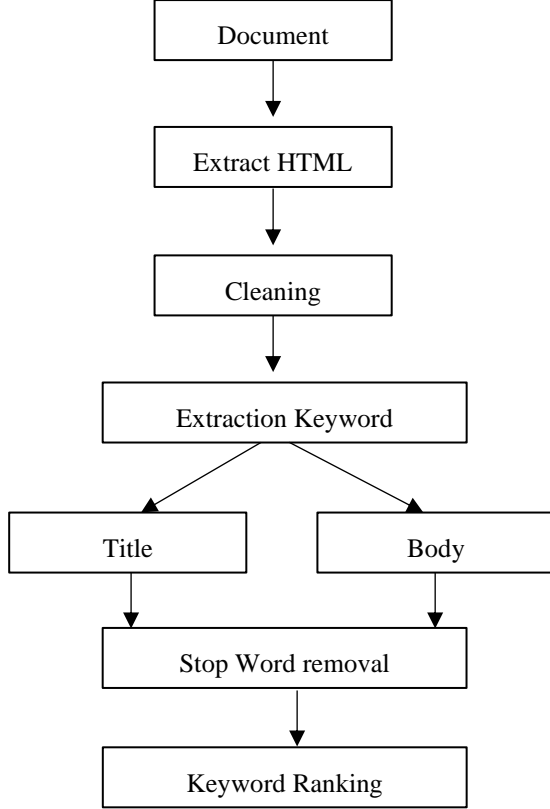 Document
Extract HTML
Cleaning
Extraction Keyword
Title
Body
Stop Word removal
Keyword Ranking